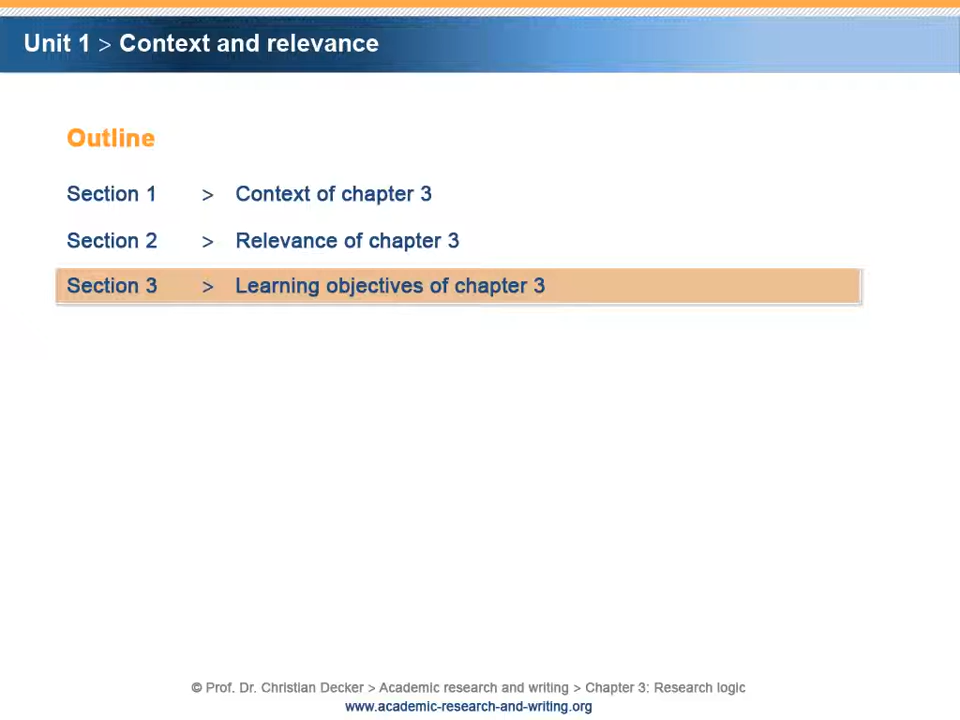 Unit 1 > Context and relevance
Outline
Section 1 > Context of chapter 3
Section 2 > Relevance of chapter 3
Section 3 > Learning objectives of chapter 3
© Prof. Dr. Christian Decker > Academic research and writing > Chapter 3: Research logic
www.academic-research-and-writing.org